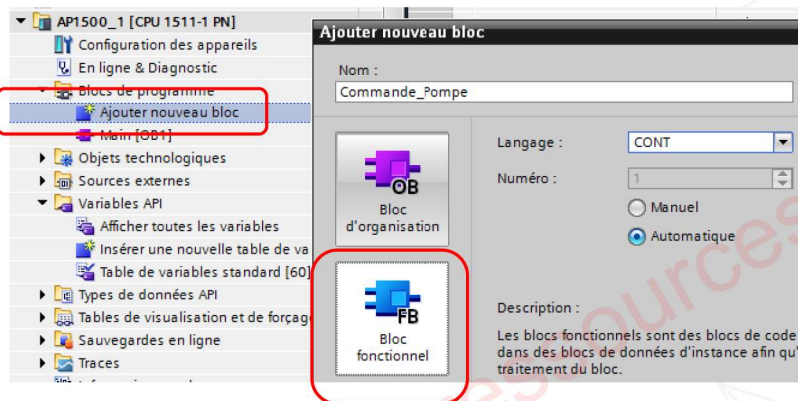 AP1500_1 [CPU 1511-1 PN]
Configuration des appareils
En ligne & Diagnostic
Blocs de programme
Ajouter nouveau bloc
Main [OB1]
Objets technologiques
Sources externes
Variables API
Afficher toutes les variables
Insérer une nouvelle table de va
Table de variables standard [60]
Types de données API
Tables de visualisation et de forçag
Sauvegardes en ligne
Traces
Ajouter nouveau bloc
Nom :
Commande_Pompe
OB
Bloc
d'organisation
FB
Bloc
fonctionnel
Langage :
CONT
Numéro :
1
Manuel
Automatique
Description :
Les blocs fonctionnels sont des blocs de code
dans des blocs de données d'instance afin qu'
traitement du bloc.